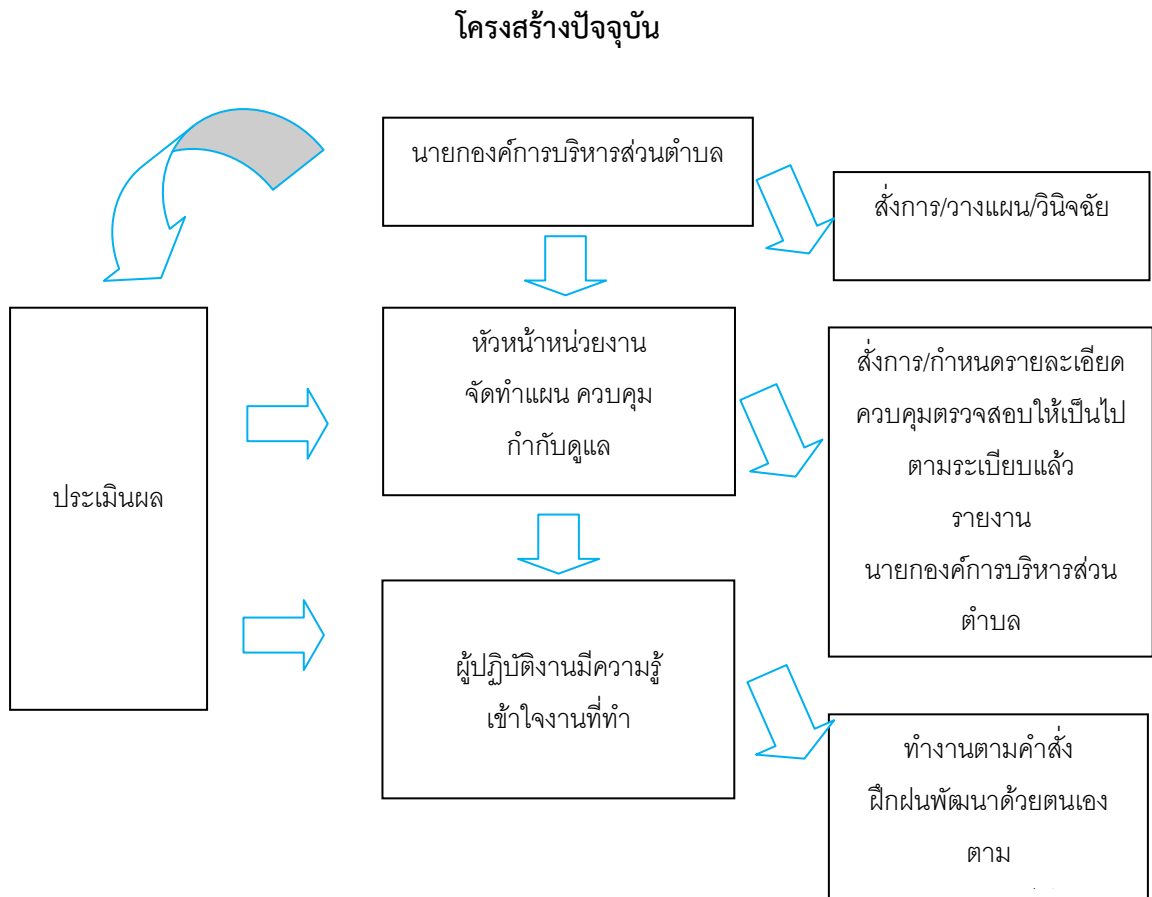 โครงสร้างปัจจุบัน
นายกองค์การบริหารส่วนตำบล
สั่งการ/วางแผน/วินิจฉัย
หัวหน้าหน่วยงาน
จัดทำแผน ควบคุม
กำกับดูแล
สั่งการ/กำหนดรายละเอียด
ควบคุมตรวจสอบให้เป็นไป
ตามระเบียบแล้ว
รายงาน
นายกองค์การบริหารส่วน
ตำบล
ประเมินผล
ผู้ปฏิบัติงานมีความรู้
เข้าใจงานที่ทำ
ทำงานตามคำสั่ง
ฝึกฝนพัฒนาด้วยตนเอง
ตาม